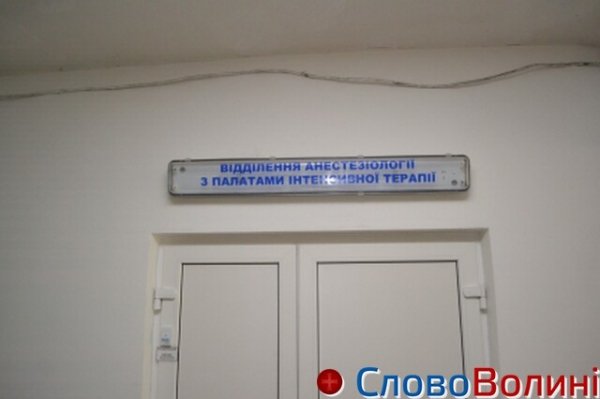 ВІДДІЛЕННЯ АНЕСТЕЗІОЛОГІЇ
З ПАЛАТАМИ ІНТЕНСИВНОЇ ТЕРАПІЇ
СловоВолині